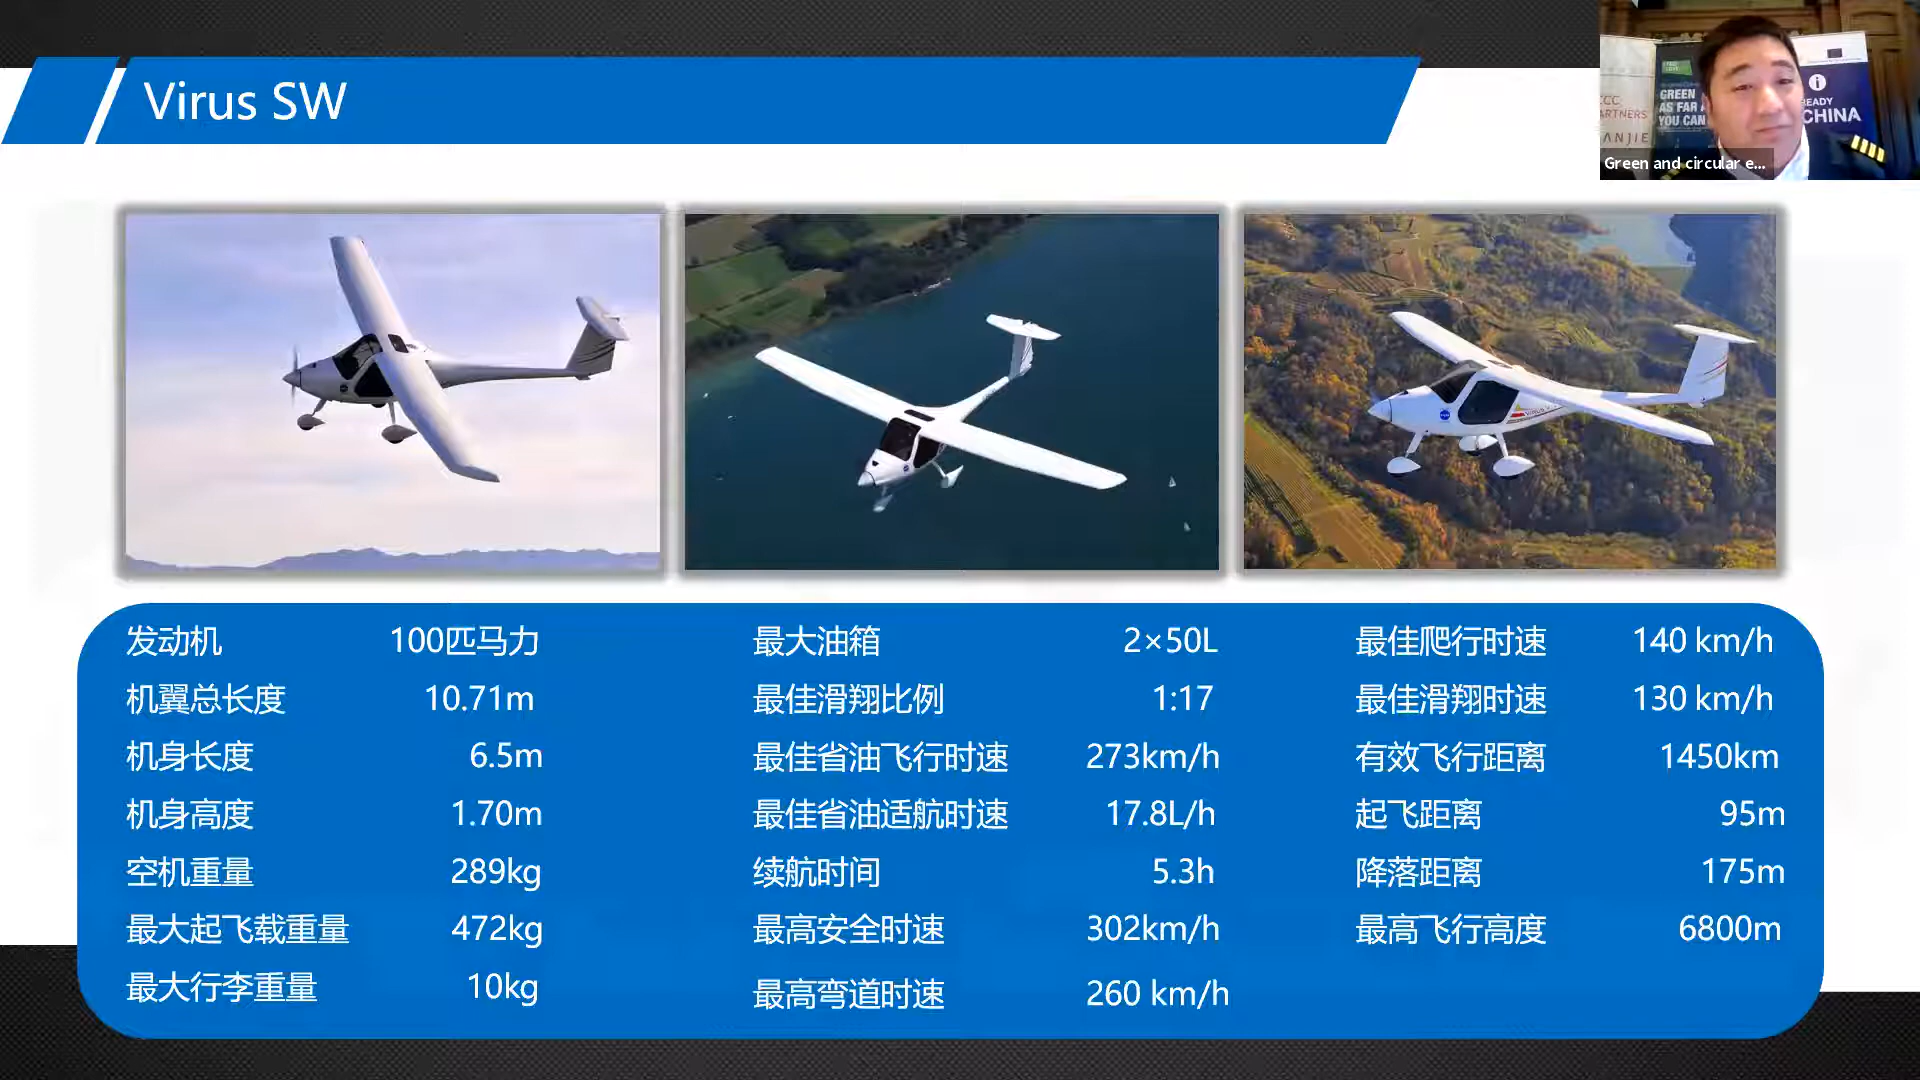 Virus SW
CCC
PARTNERS
ANJIE
GREEN
AS FAR
YOU CAN
READY
CHINA
Green and circular e...
发动机 100匹马力
机翼总长度 10.71m
机身长度 6.5m
机身高度 1.70m
空机重量 289kg
最大起飞载重量 472kg
最大行李重量 10kg
最大油箱 2×50L
最佳滑翔比例 1:17
最佳省油飞行时速 273km/h
最佳省油适航时速 17.8L/h
续航时间 5.3h
最高安全时速 302km/h
最高弯道时速 260 km/h
最佳爬行时速 140 km/h
最佳滑翔时速 130 km/h
有效飞行距离 1450km
起飞距离 95m
降落距离 175m
最高飞行高度 6800m